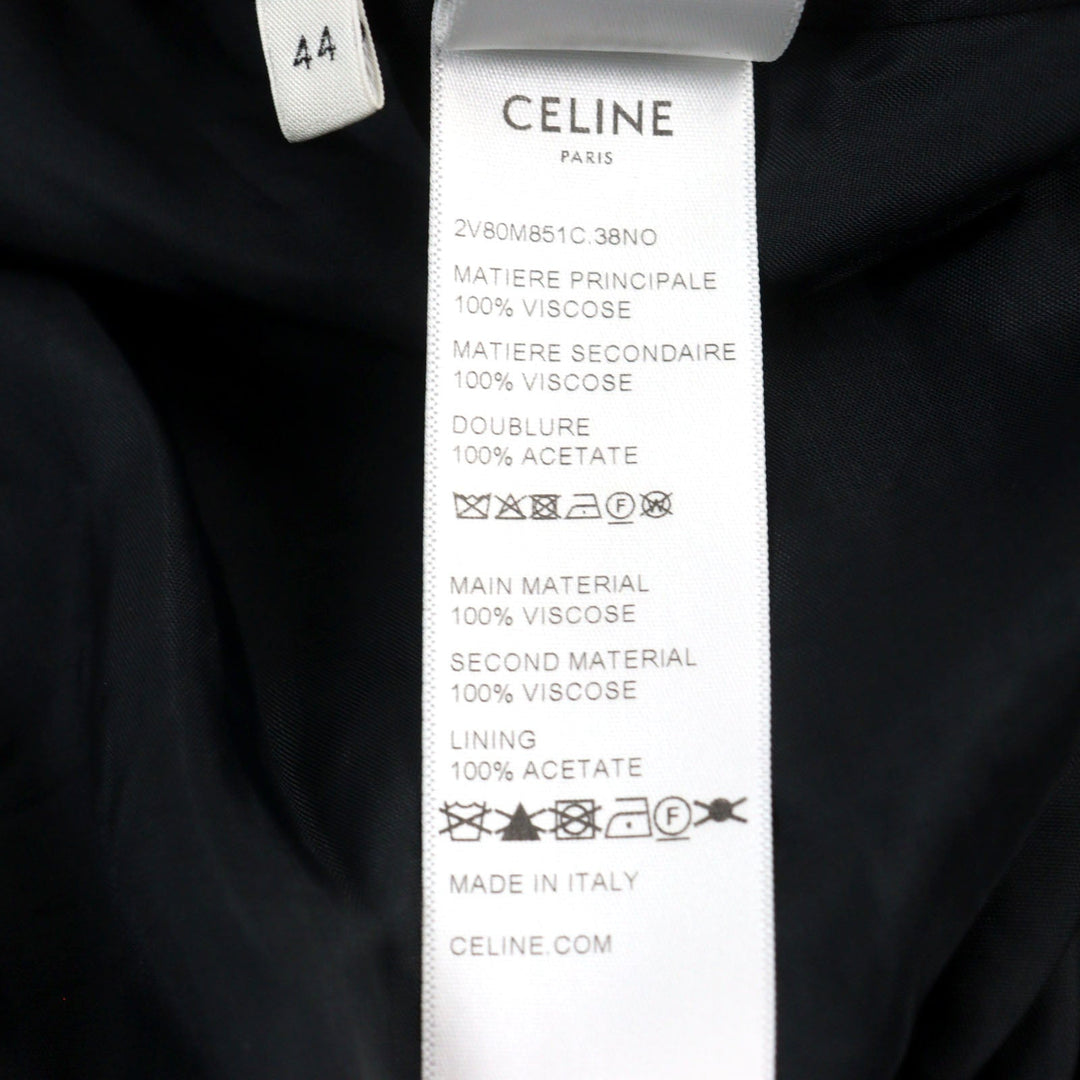 44
CELINE
PARIS
2V80M851C.38NO
MATIERE PRINCIPALE
100% VISCOSE
MATIERE SECONDAIRE
100% VISCOSE
DOUBLURE
100% ACETATE
F W
MAIN MATERIAL
100% VISCOSE
SECOND MATERIAL
100% VISCOSE
LINING
100% ACETATE
F
MADE IN ITALY
CELINE.COM